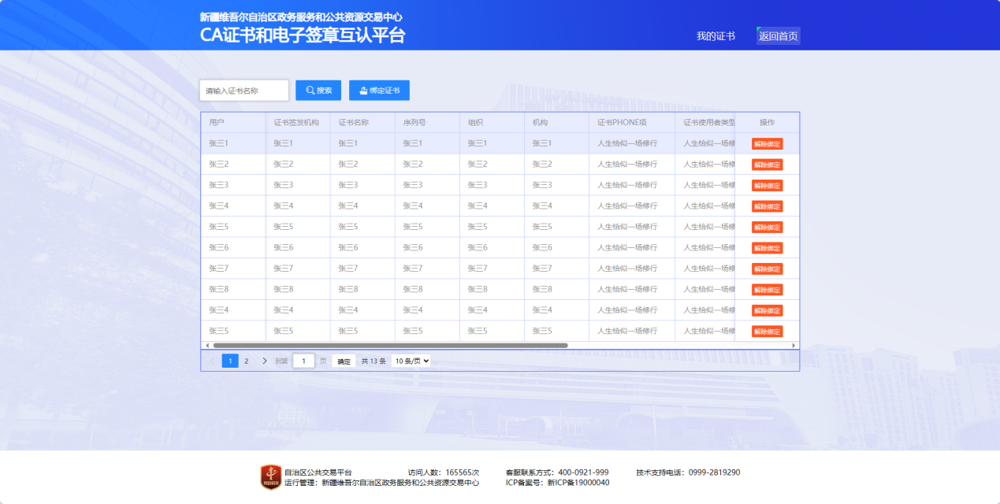 新疆维吾尔自治区政务服务和公共资源交易中心
CA证书和电子签章互认平台
我的证书 返回首页
请输入证书名称 搜索 绑定证书
用户 证书签发机构 证书名称 序列号 组织 机构 证书PHONE项 证书使用者类型 操作
张三1 张三1 张三1 张三1 张三1 张三1 人生恰似一场修行 人生恰似一场修 解除绑定
张三2 张三2 张三2 张三2 张三2 张三2 人生恰似一场修行 人生恰似一场修 解除绑定
张三3 张三3 张三3 张三3 张三3 张三3 人生恰似一场修行 人生恰似一场修 解除绑定
张三4 张三4 张三4 张三4 张三4 张三4 人生恰似一场修行 人生恰似一场修 解除绑定
张三5 张三5 张三5 张三5 张三5 张三5 人生恰似一场修行 人生恰似一场修 解除绑定
张三6 张三6 张三6 张三6 张三6 张三6 人生恰似一场修行 人生恰似一场修 解除绑定
张三7 张三7 张三7 张三7 张三7 张三7 人生恰似一场修行 人生恰似一场修 解除绑定
张三8 张三8 张三8 张三8 张三8 张三8 人生恰似一场修行 人生恰似一场修 解除绑定
张三4 张三4 张三4 张三4 张三4 张三4 人生恰似一场修行 人生恰似一场修 解除绑定
张三5 张三5 张三5 张三5 张三5 张三5 人生恰似一场修行 人生恰似一场修 解除绑定
1 2 到第 1 页 确定 共 13 条 10 条/页
自治区公共交易平台 访问人数：165565次 客服联系方式：400-0921-999 技术支持电话：0999-2819290
运行管理：新疆维吾尔自治区政务服务和公共资源交易中心 ICP备案号：新ICP备19000040